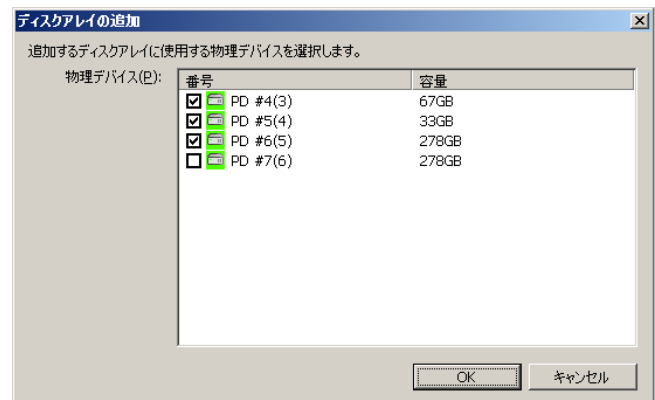 ディスクアレイの追加
追加するディスクアレイに使用する物理デバイスを選択します。
物理デバイス(P):
番号 容量
PD #4(3) 67GB
PD #5(4) 33GB
PD #6(5) 278GB
PD #7(6) 278GB
OK キャンセル